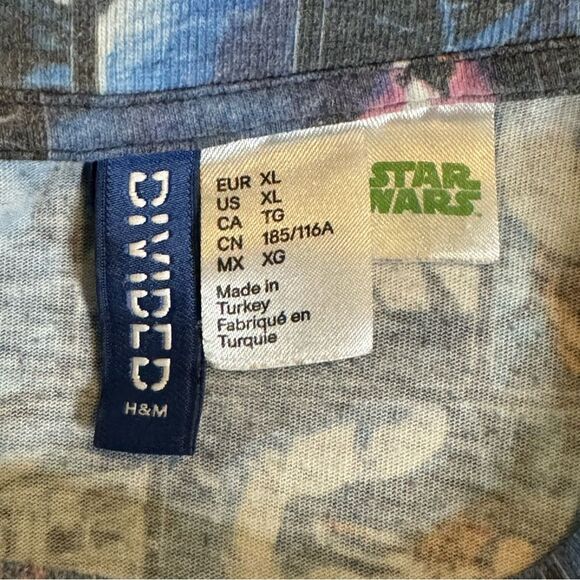 DIVIDED
H&M
EUR XL
US XL
CA TG
CN 185/116A
MX XG
Made in
Turkey
Fabriqué en
Turquie
STAR
WARS